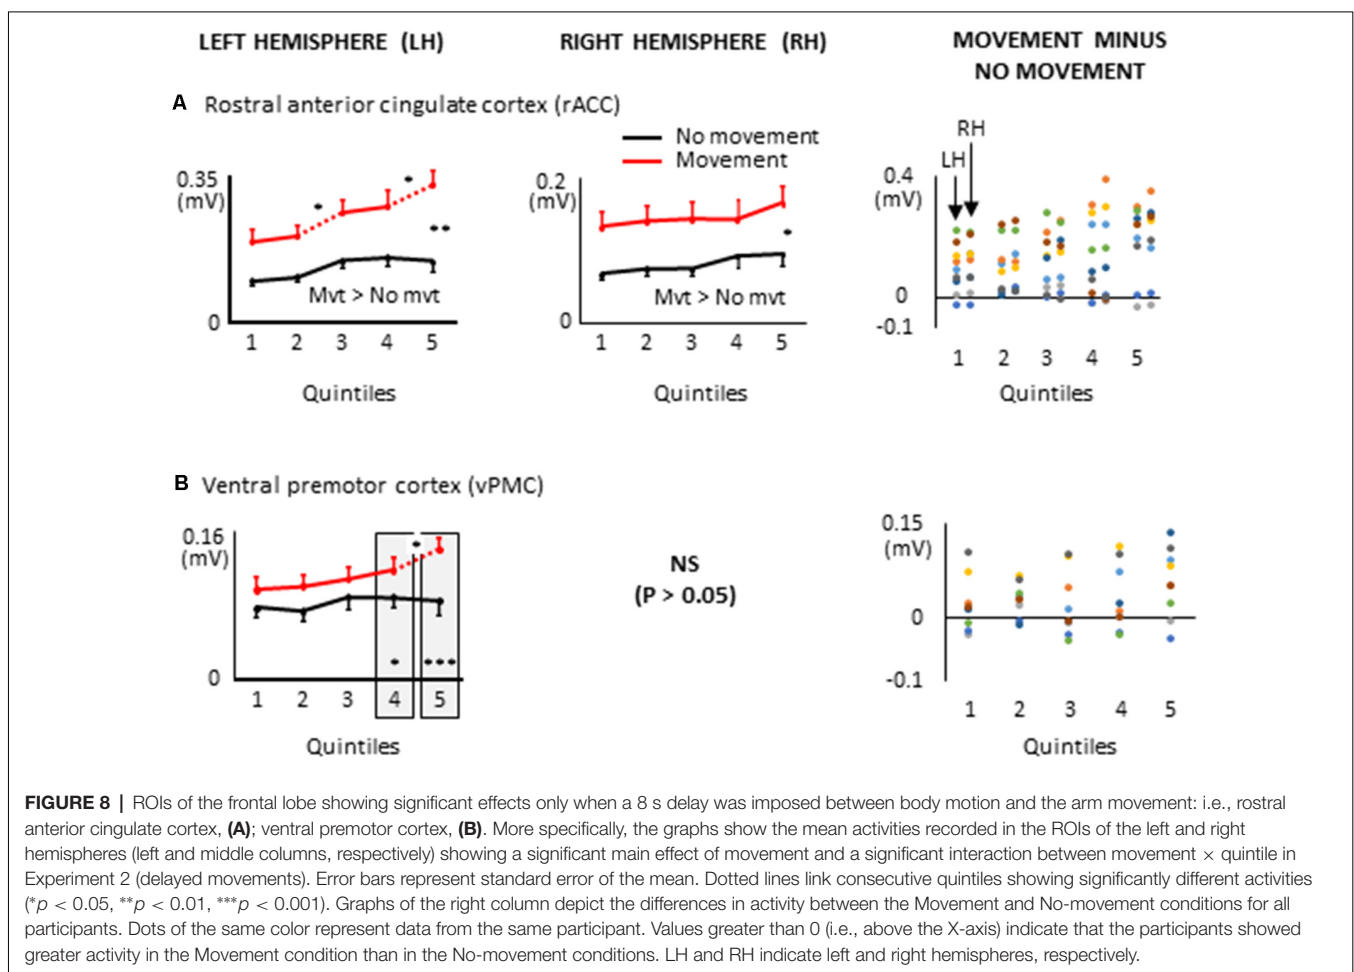 LEFT HEMISPHERE (LH)
RIGHT HEMISPHERE (RH)
MOVEMENT MINUS
NO MOVEMENT
A Rostral anterior cingulate cortex (rACC)
No movement
Movement
0.35
(mV)
0
Mvt > No mvt
1 2 3 4 5
Quintiles
0.2
(mV)
0
Mvt > No mvt
1 2 3 4 5
Quintiles
RH
LH
0.4
(mV)
0
-0.1
1 2 3 4 5
Quintiles
B Ventral premotor cortex (vPMC)
0.16
(mV)
0
1 2 3 4 5
Quintiles
NS
(P > 0.05)
0.15
(mV)
0
-0.1
1 2 3 4 5
Quintiles
FIGURE 8 | ROIs of the frontal lobe showing significant effects only when a 8 s delay was imposed between body motion and the arm movement: i.e., rostral
anterior cingulate cortex, (A); ventral premotor cortex, (B). More specifically, the graphs show the mean activities recorded in the ROIs of the left and right
hemispheres (left and middle columns, respectively) showing a significant main effect of movement and a significant interaction between movement × quintile in
Experiment 2 (delayed movements). Error bars represent standard error of the mean. Dotted lines link consecutive quintiles showing significantly different activities
(*p < 0.05, **p < 0.01, ***p < 0.001). Graphs of the right column depict the differences in activity between the Movement and No-movement conditions for all
participants. Dots of the same color represent data from the same participant. Values greater than 0 (i.e., above the X-axis) indicate that the participants showed
greater activity in the Movement condition than in the No-movement conditions. LH and RH indicate left and right hemispheres, respectively.